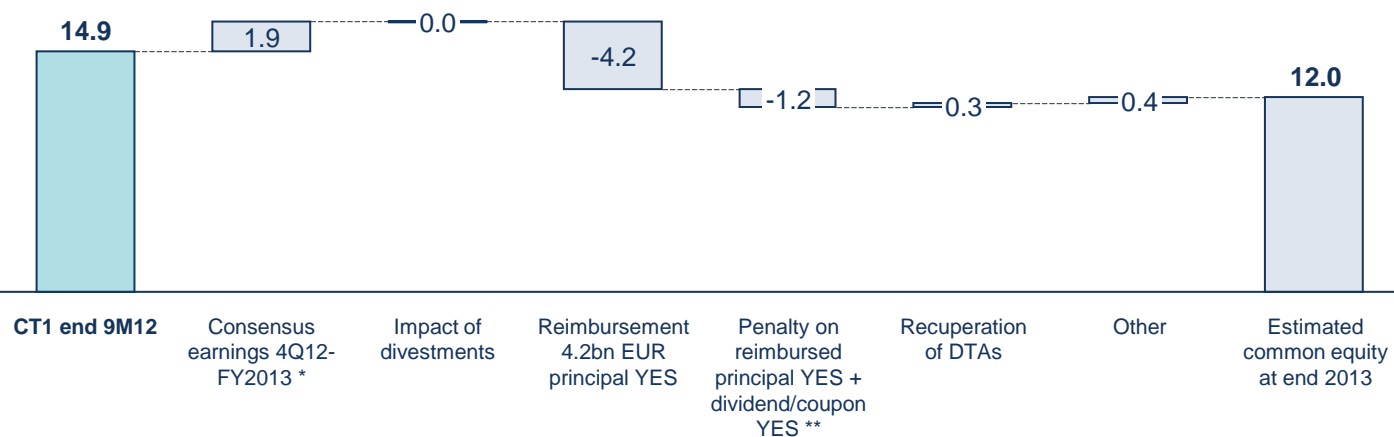 14.9
1.9
0.0
-4.2
-1.2
0.3
0.4
12.0
CT1 end 9M12
Consensus
earnings 4Q12-
FY2013 *
Impact of
divestments
Reimbursement
4.2bn EUR
principal YES
Penalty on
reimbursed
principal YES +
dividend/coupon
YES **
Recuperation
of DTAs
Other
Estimated
common equity
at end 2013